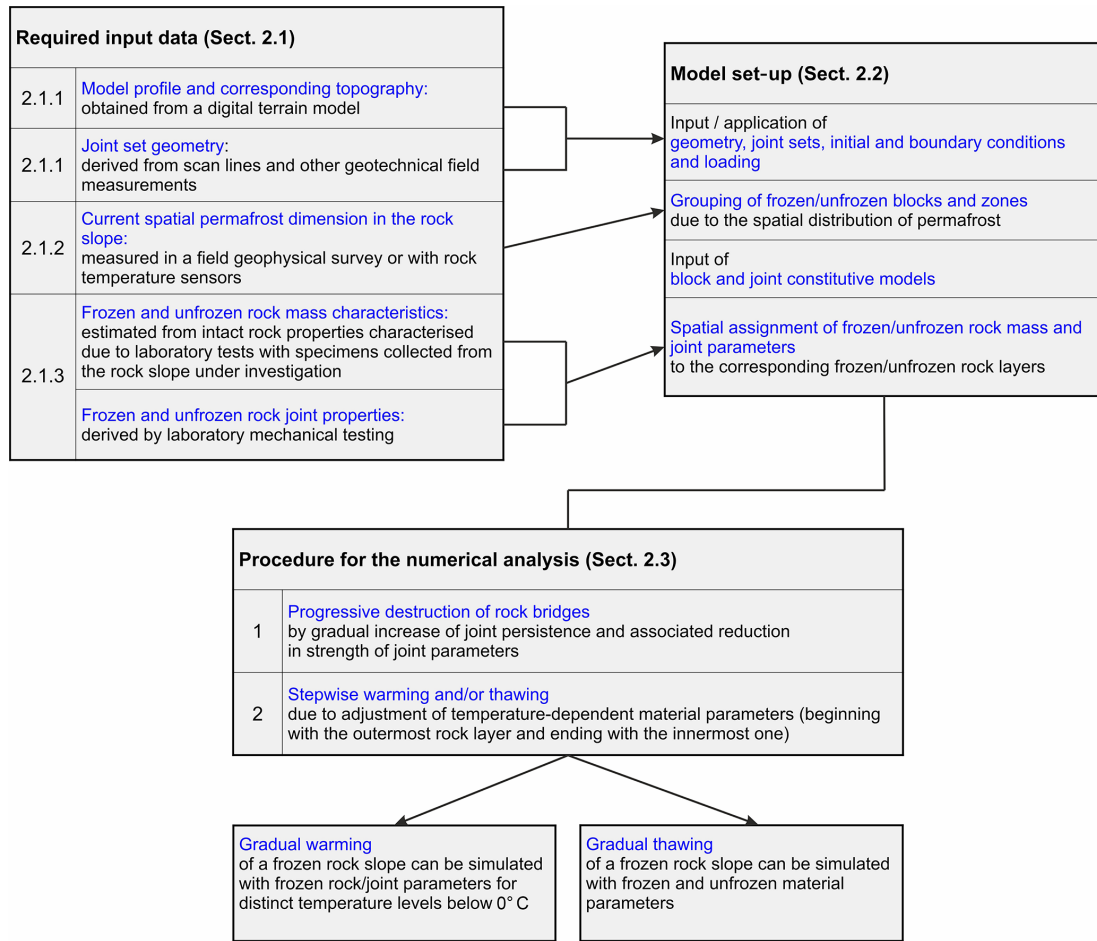 Required input data (Sect. 2.1)
2.1.1
Model profile and corresponding topography:
obtained from a digital terrain model
2.1.1
Joint set geometry:
derived from scan lines and other geotechnical field
measurements
2.1.2
Current spatial permafrost dimension in the rock
slope:
measured in a field geophysical survey or with rock
temperature sensors
2.1.3
Frozen and unfrozen rock mass characteristics:
estimated from intact rock properties characterised
due to laboratory tests with specimens collected from
the rock slope under investigation
Frozen and unfrozen rock joint properties:
derived by laboratory mechanical testing
Model set-up (Sect. 2.2)
Input / application of
geometry, joint sets, initial and boundary conditions
and loading
Grouping of frozen/unfrozen blocks and zones
due to the spatial distribution of permafrost
Input of
block and joint constitutive models
Spatial assignment of frozen/unfrozen rock mass and
joint parameters
to the corresponding frozen/unfrozen rock layers
Procedure for the numerical analysis (Sect. 2.3)
1
Progressive destruction of rock bridges
by gradual increase of joint persistence and associated reduction
in strength of joint parameters
2
Stepwise warming and/or thawing
due to adjustment of temperature-dependent material parameters (beginning
with the outermost rock layer and ending with the innermost one)
Gradual warming
of a frozen rock slope can be simulated
with frozen rock/joint parameters for
distinct temperature levels below 0° C
Gradual thawing
of a frozen rock slope can be simulated
with frozen and unfrozen material
parameters